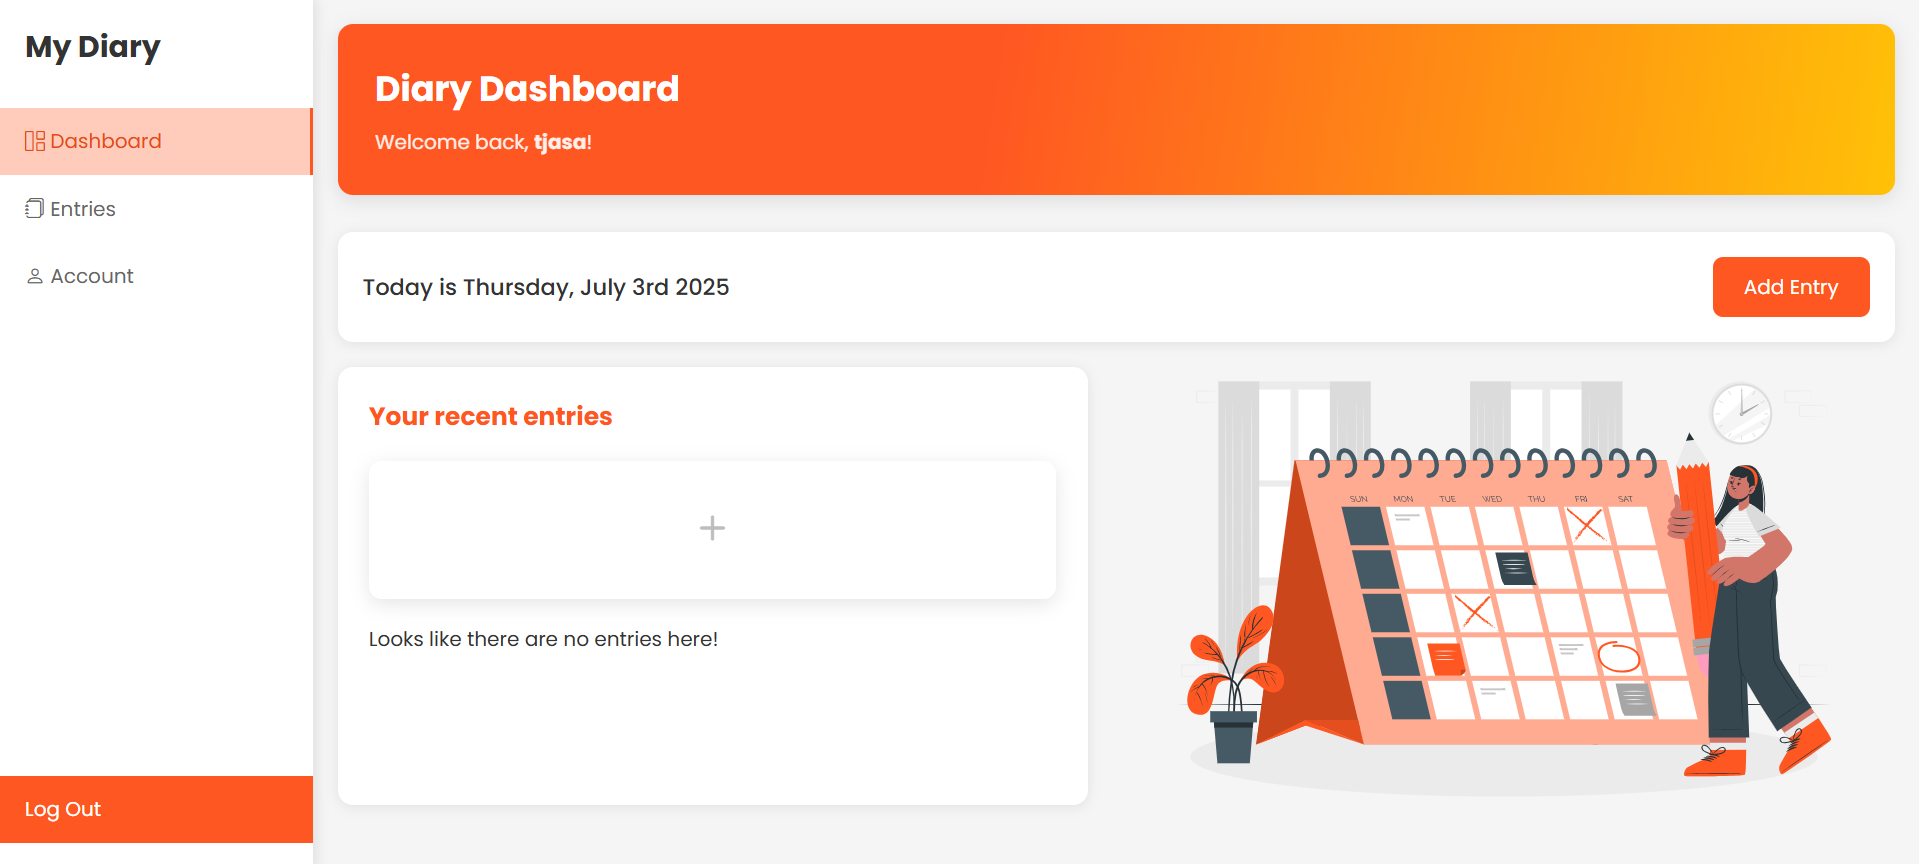 My Diary
Dashboard
Entries
Account
Log Out
Diary Dashboard
Welcome back, tjasa!
Today is Thursday, July 3rd 2025
Add Entry
Your recent entries
Looks like there are no entries here!
SUN MON TUE WED THU FRI SAT